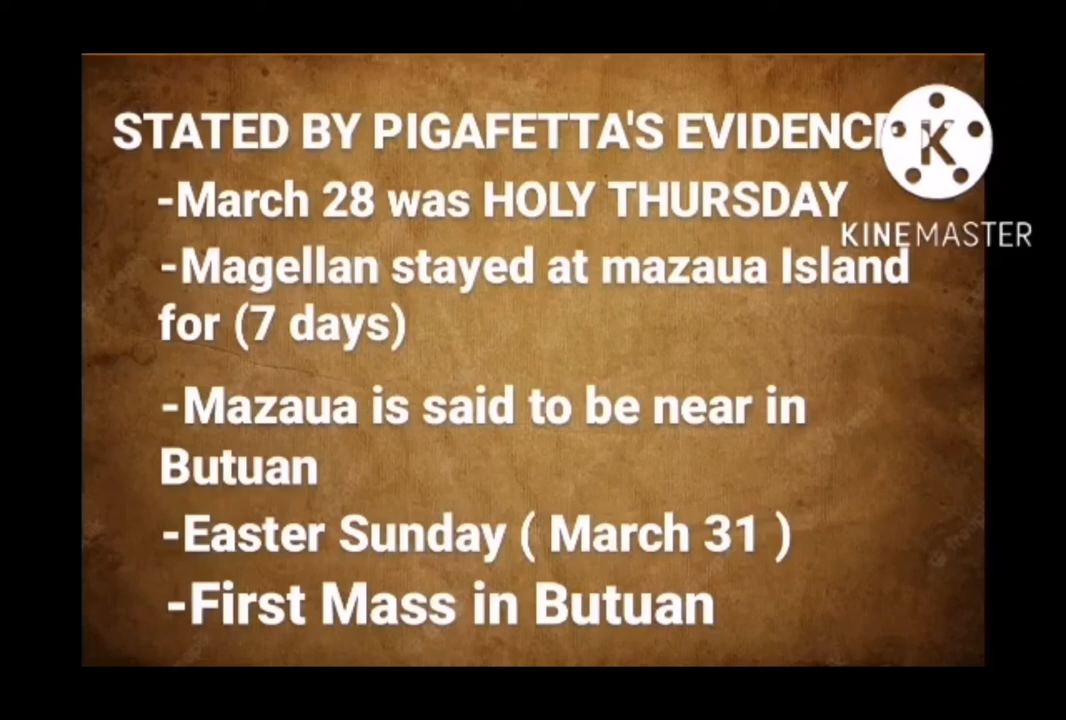 STATED BY PIGAFETTA'S EVIDENCE
-March 28 was HOLY THURSDAY
KINEMASTER
-Magellan stayed at mazaua Island
for (7 days)
-Mazaua is said to be near in
Butuan
-Easter Sunday ( March 31 )
-First Mass in Butuan